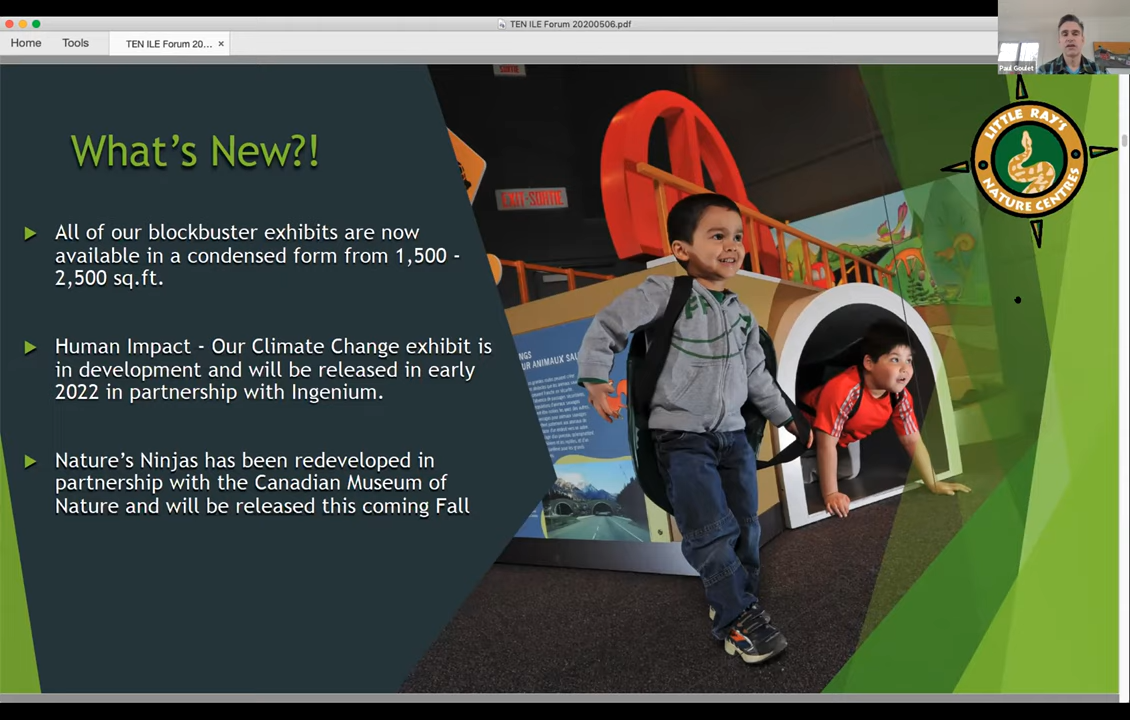 TEN ILE Forum 20200506.pdf
Home
Tools
TEN ILE Forum 20... ×
Paul Goulet
What's New?!
All of our blockbuster exhibits are now
available in a condensed form from 1,500 -
2,500 sq.ft.
Human Impact - Our Climate Change exhibit is
in development and will be released in early
2022 in partnership with Ingenium.
Nature's Ninjas has been redeveloped in
partnership with the Canadian Museum of
Nature and will be released this coming Fall
LITTLE RAY'S
NATURE CENTRES
SORTIE
EXIT-SORTIE